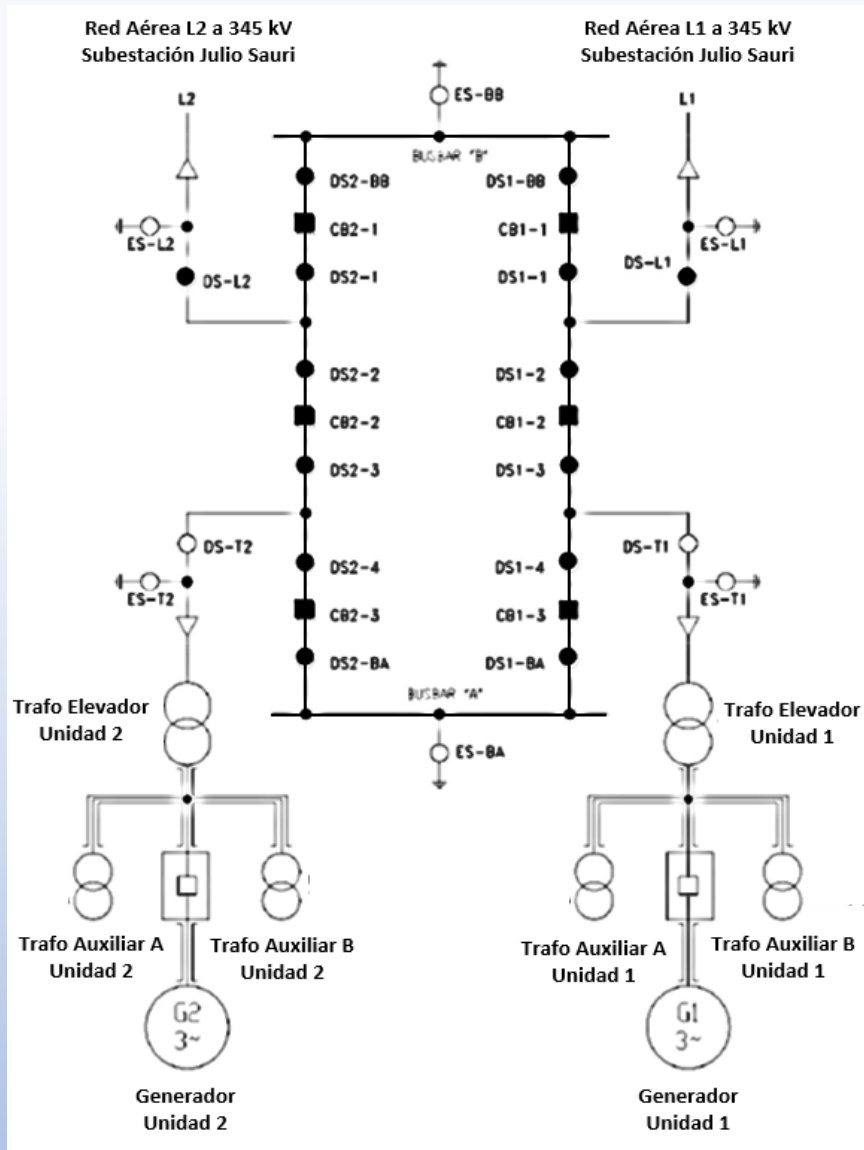 Red Aérea L2 a 345 kV
Subestación Julio Sauri
Red Aérea L1 a 345 kV
Subestación Julio Sauri
L2
ES-BB
L1
BUSBAR "B"
DS2-BB
DS1-BB
ES-L2
CB2-1
CB1-1
ES-L1
DS-L2
DS2-1
DS1-1
DS-L1
DS2-2
DS1-2
CB2-2
CB1-2
DS2-3
DS1-3
DS-T2
DS2-4
DS1-4
DS-T1
ES-T2
CB2-3
CB1-3
ES-T1
DS2-BA
DS1-BA
BUSBAR "A"
Trafo Elevador
Unidad 2
ES-BA
Trafo Elevador
Unidad 1
Trafo Auxiliar A
Unidad 2
Trafo Auxiliar B
Unidad 2
Trafo Auxiliar A
Unidad 1
Trafo Auxiliar B
Unidad 1
G2
3~
G1
3~
Generador
Unidad 2
Generador
Unidad 1